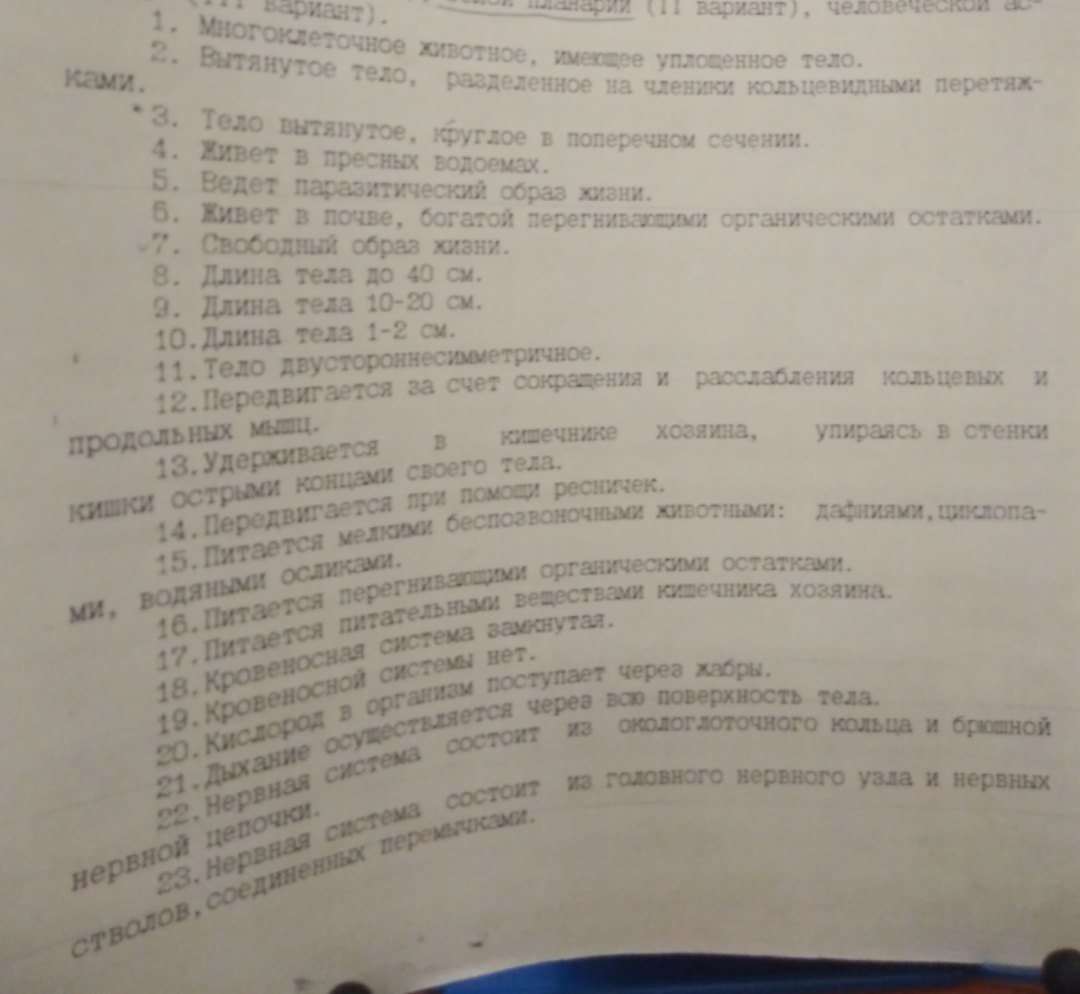 планарии (II вариант), человеческой ас-
вариант).
1. Многоклеточное животное, имеющее уплощенное тело.
2. Вытянутое тело, разделенное на членики кольцевидными перетяж-
ками.
3. Тело вытянутое, круглое в поперечном сечении.
4. Живет в пресных водоемах.
5. Ведет паразитический образ жизни.
6. Живет в почве, богатой перегнивающими органическими остатками.
7. Свободный образ жизни.
8. Длина тела до 40 см.
9. Длина тела 10-20 см.
10.Длина тела 1-2 см.
11.Тело двустороннесимметричное.
12.Передвигается за счет сокращения и расслабления кольцевых и
продольных мышц.
13.Удерживается в кишечнике хозяина, упираясь в стенки
кишки острыми концами своего тела.
14.Передвигается при помощи ресничек.
15.Питается мелкими беспозвоночными животными: дафниями,циклопа-
ми, водяными осликами.
16.Питается перегнивающими органическими остатками.
17.Питается питательными веществами кишечника хозяина.
18.Кровеносная система замкнутая.
19.Кровеносной системы нет.
20.Кислород в организм поступает через жабры.
21.Дыхание осуществляется через всю поверхность тела.
22.Нервная система состоит из окологлоточного кольца и брюшной
нервной цепочки.
23.Нервная система состоит из головного нервного узла и нервных
стволов,соединенных перемычками.